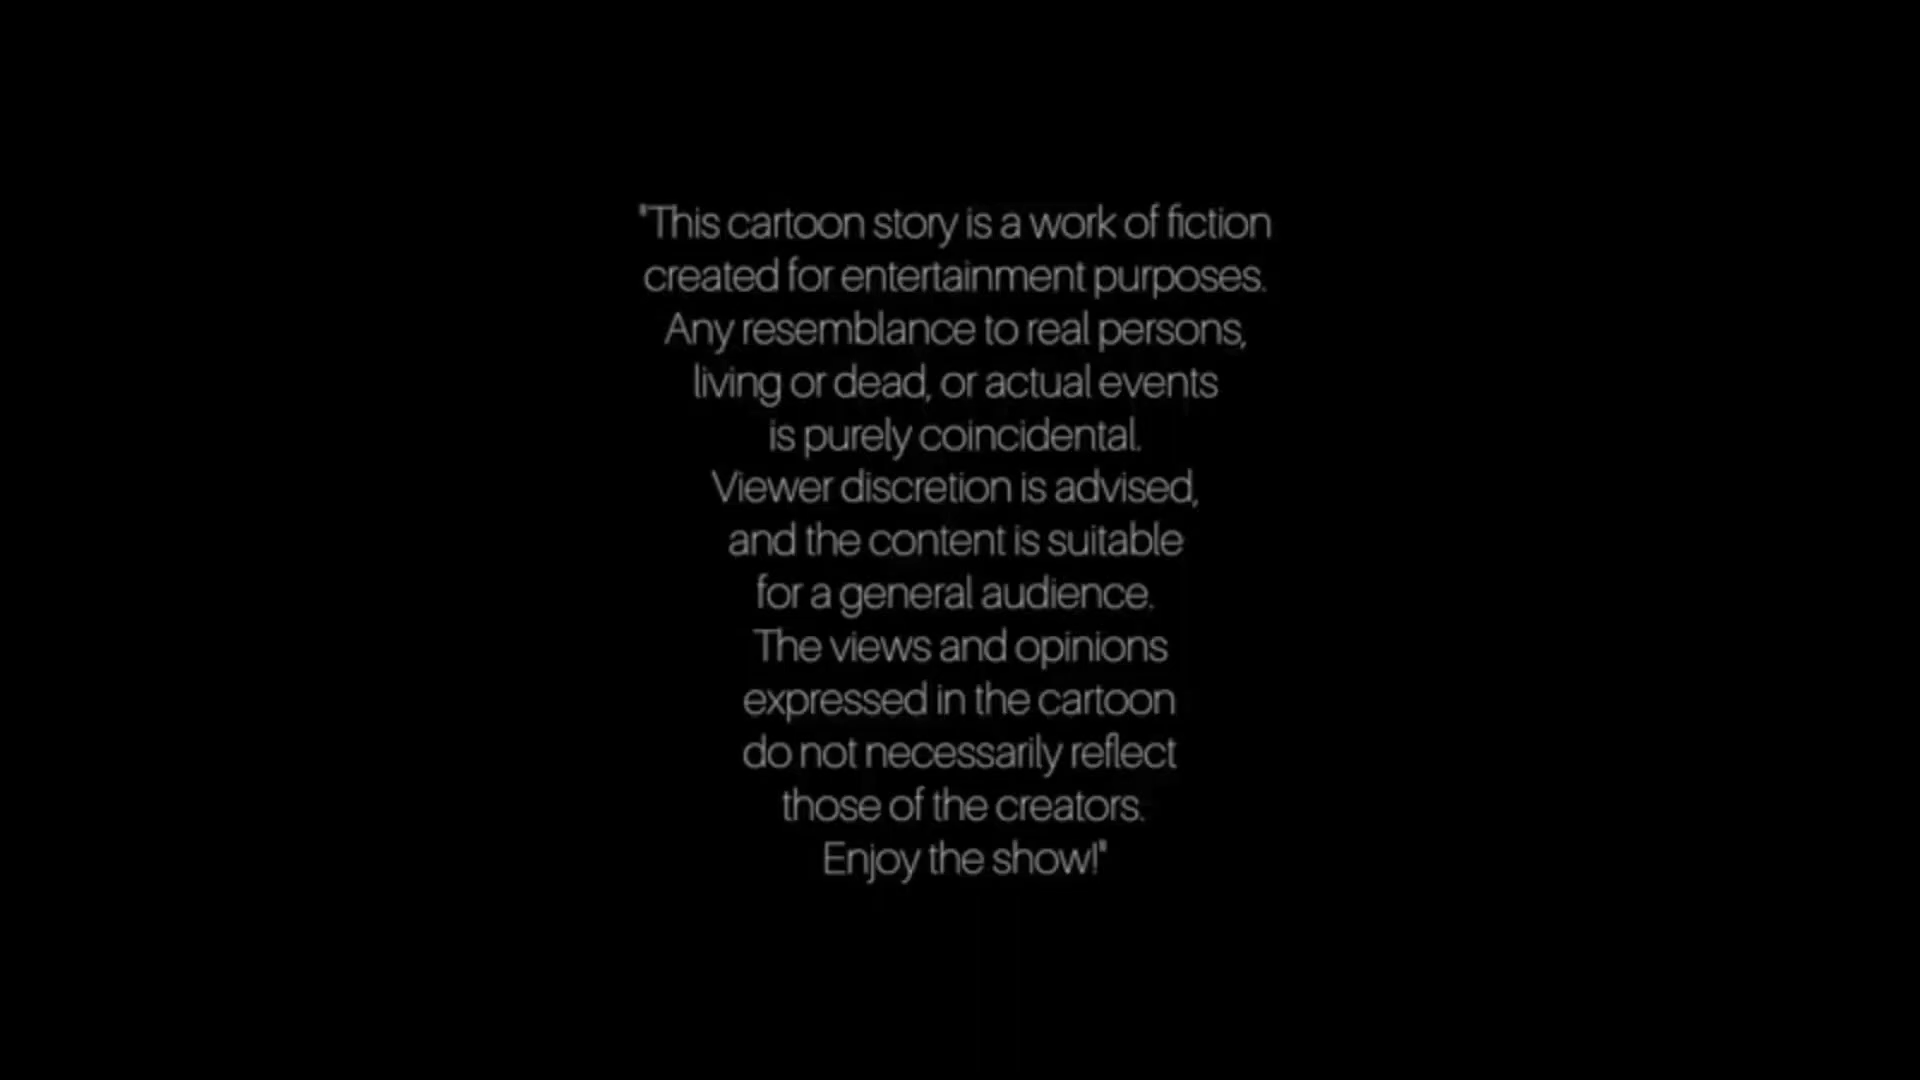 "This cartoon story is a work of fiction
created for entertainment purposes.
Any resemblance to real persons,
living or dead, or actual events
is purely coincidental.
Viewer discretion is advised,
and the content is suitable
for a general audience.
The views and opinions
expressed in the cartoon
do not necessarily reflect
those of the creators.
Enjoy the show!"